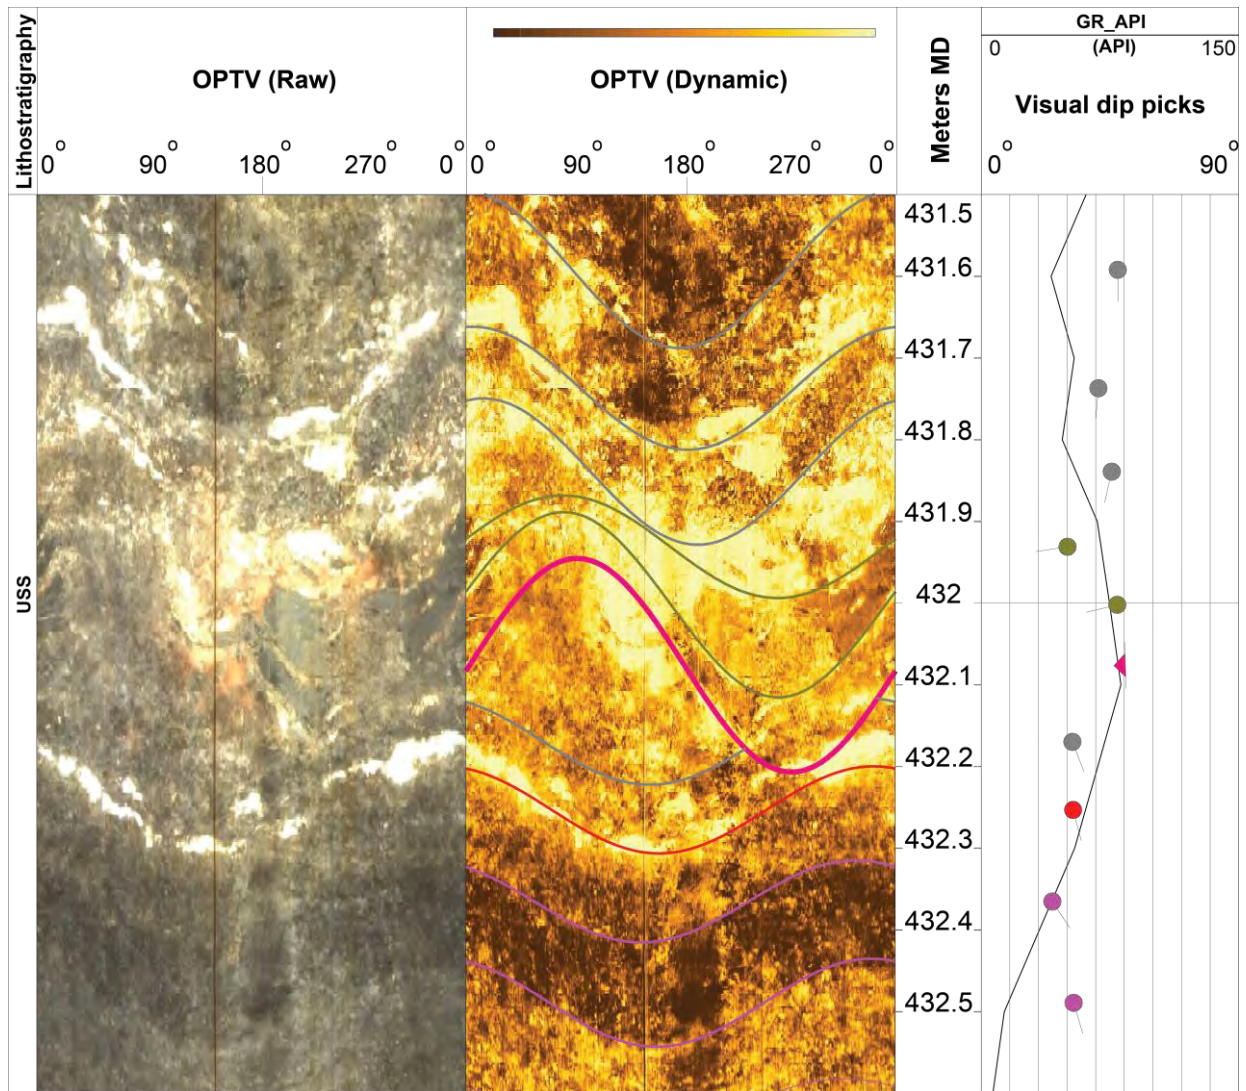 Lithostratigraphy
OPTV (Raw)
0° 90° 180° 270° 0°
OPTV (Dynamic)
0° 90° 180° 270° 0°
Meters MD
GR_API
0 (API) 150
Visual dip picks
0° 90°
USS
431.5
431.6
431.7
431.8
431.9
432
432.1
432.2
432.3
432.4
432.5